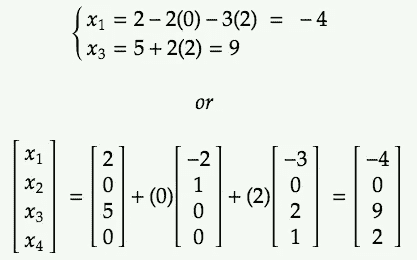 x₁ = 2 − 2(0) − 3(2) = − 4
x₃ = 5 + 2(2) = 9
or
[x₁ x₂ x₃ x₄] = [2 0 5 0] + (0) [−2 1 0 0] + (2) [−3 0 2 1] = [−4 0 9 2]